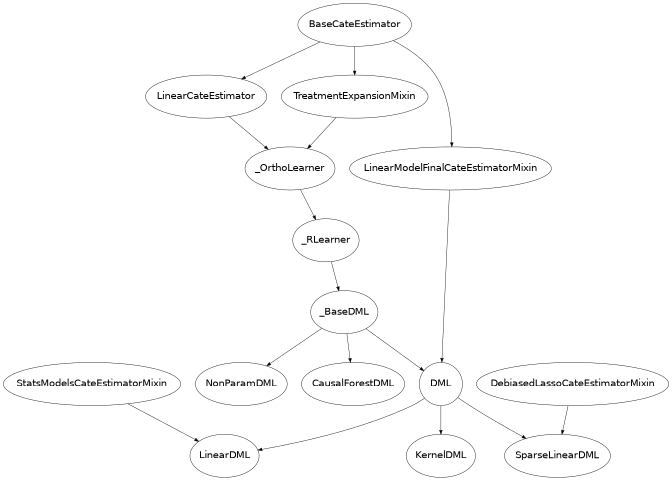 BaseCateEstimator
LinearCateEstimator
TreatmentExpansionMixin
_OrthoLearner
LinearModelFinalCateEstimatorMixin
_RLearner
_BaseDML
StatsModelsCateEstimatorMixin
NonParamDML
CausalForestDML
DML
DebiasedLassoCateEstimatorMixin
LinearDML
KernelDML
SparseLinearDML